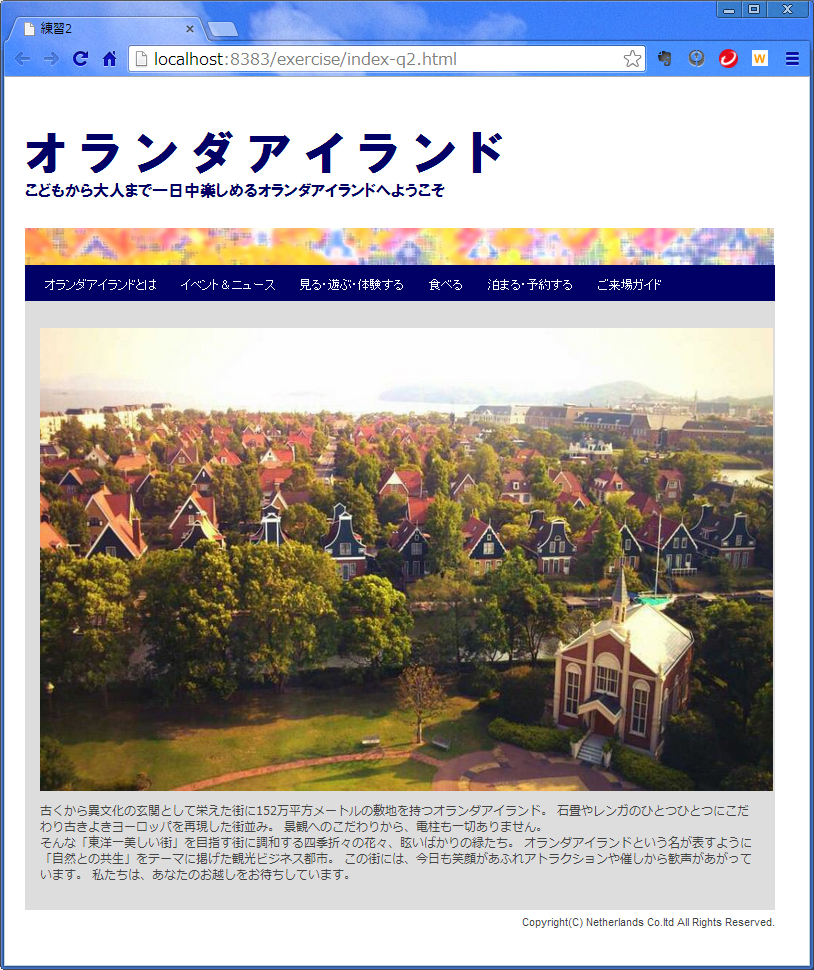 練習2
localhost:8383/exercise/index-q2.html
オランダアイランド
こどもから大人まで一日中楽しめるオランダアイランドへようこそ
オランダアイランドとは イベント＆ニュース 見る・遊ぶ・体験する 食べる 泊まる・予約する ご来場ガイド
古くから異文化の玄関として栄えた街に152万平方メートルの敷地を持つオランダアイランド。 石畳やレンガのひとつひとつにこだ
わり古きよきヨーロッパを再現した街並み。 景観へのこだわりから、電柱も一切ありません。
そんな「東洋一美しい街」を目指す街に調和する四季折々の花々、眩いばかりの緑たち。 オランダアイランドという名が表すように
「自然との共生」をテーマに掲げた観光ビジネス都市。 この街には、今日も笑顔があふれアトラクションや催しから歓声があがって
います。 私たちは、あなたのお越しをお待ちしています。
Copyright(C) Netherlands Co.ltd All Rights Reserved.